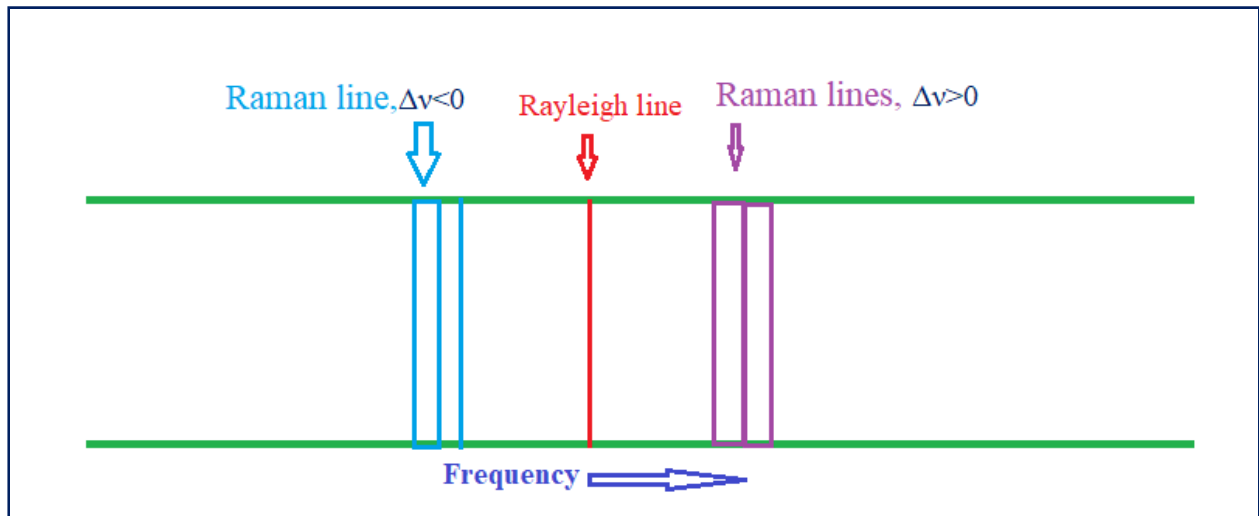 Raman line,Δν<0
Rayleigh line
Raman lines, Δν>0
Frequency